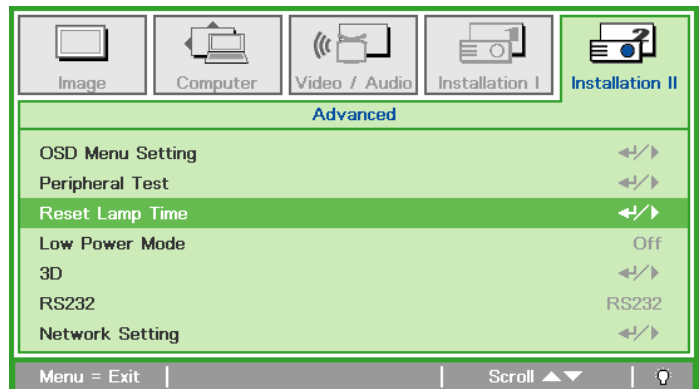 Image Computer Video / Audio Installation I Installation II
Advanced
OSD Menu Setting
Peripheral Test
Reset Lamp Time
Low Power Mode Off
3D
RS232 RS232
Network Setting
Menu = Exit Scroll ▲▼